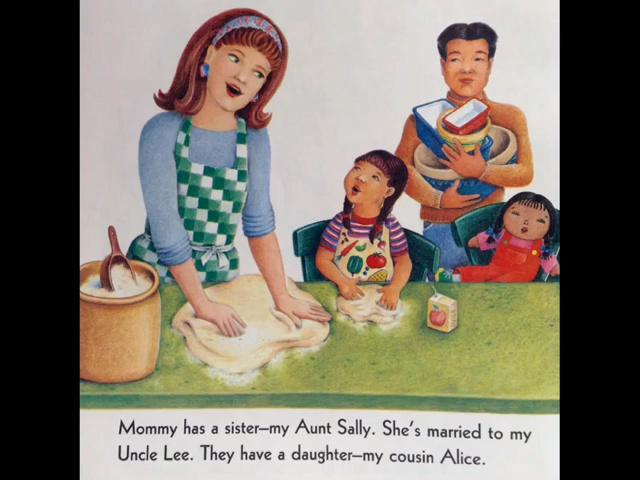 Mommy has a sister—my Aunt Sally. She's married to my
Uncle Lee. They have a daughter—my cousin Alice.